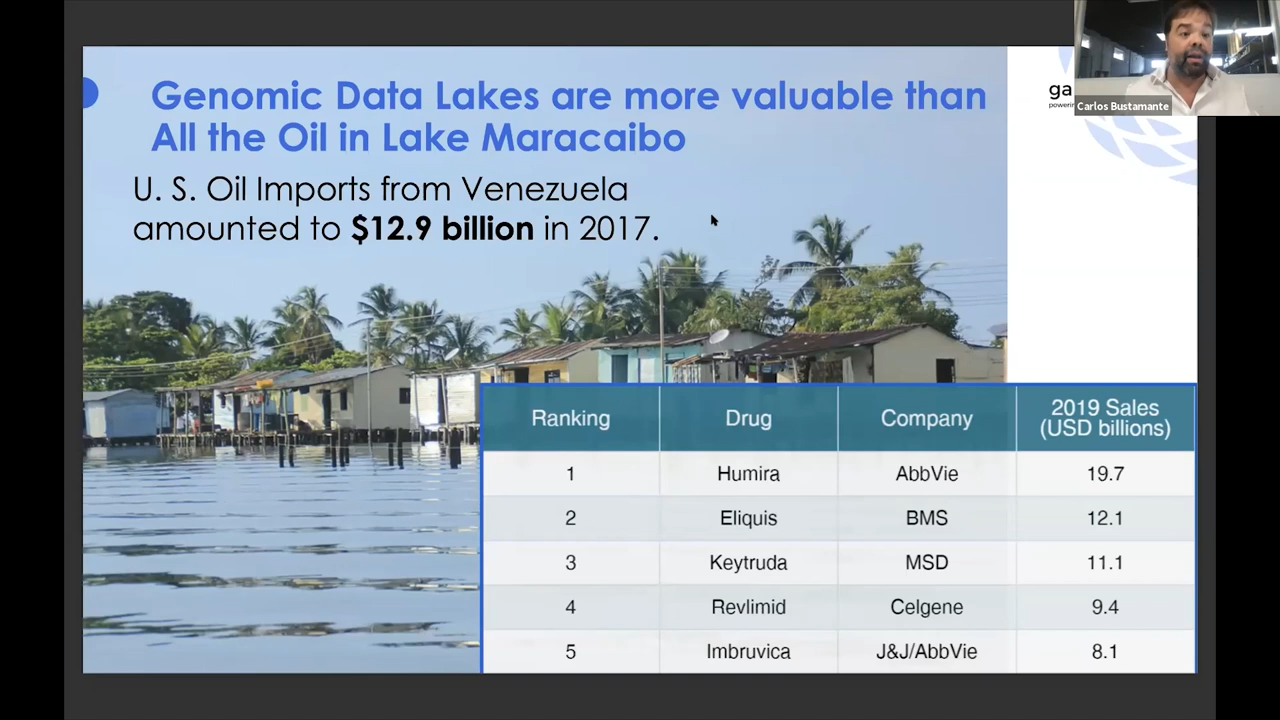 Genomic Data Lakes are more valuable than
All the Oil in Lake Maracaibo
U. S. Oil Imports from Venezuela
amounted to $12.9 billion in 2017.
Carlos Bustamante
Ranking Drug Company 2019 Sales (USD billions)
1 Humira AbbVie 19.7
2 Eliquis BMS 12.1
3 Keytruda MSD 11.1
4 Revlimid Celgene 9.4
5 Imbruvica J&J/AbbVie 8.1